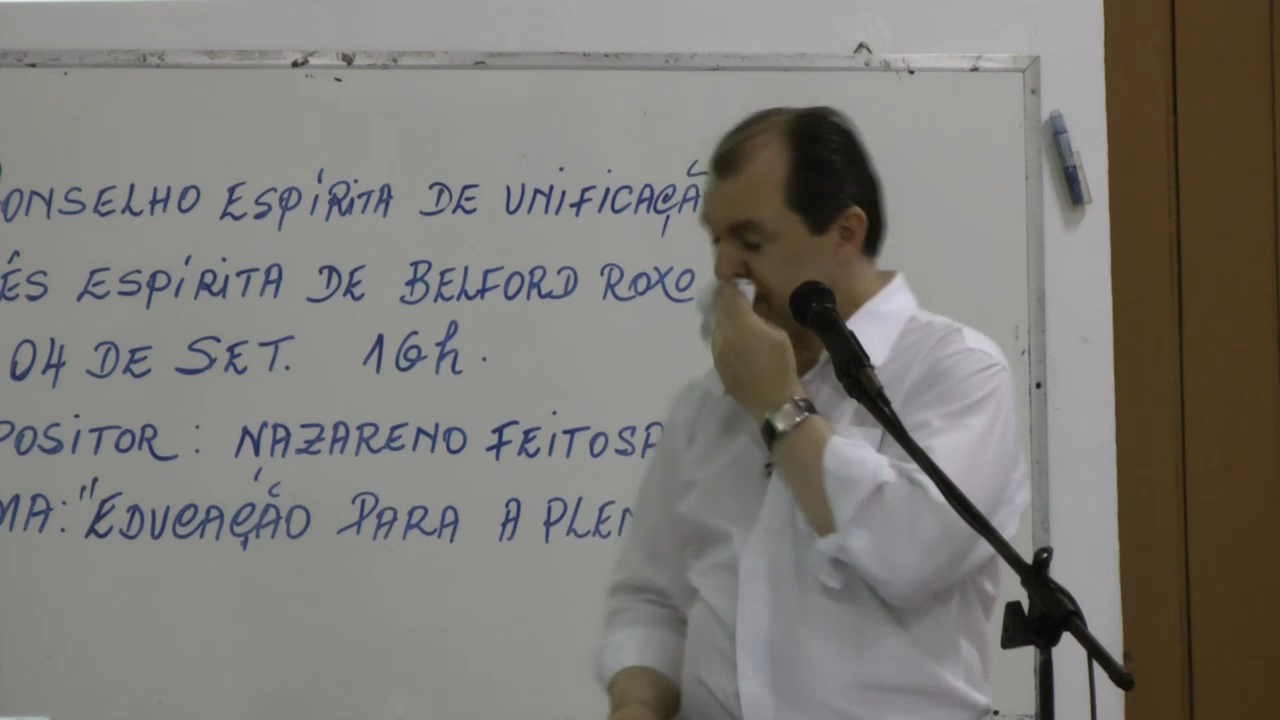 ONSELHO ESPÍRITA DE UNIFICAÇÃ
ÊS ESPÍRITA DE BELFORD ROXO
04 DE SET. 16h.
POSITOR: NAZARENO FEITOSA
MA: "EDUCAÇÃO PARA A PLEN